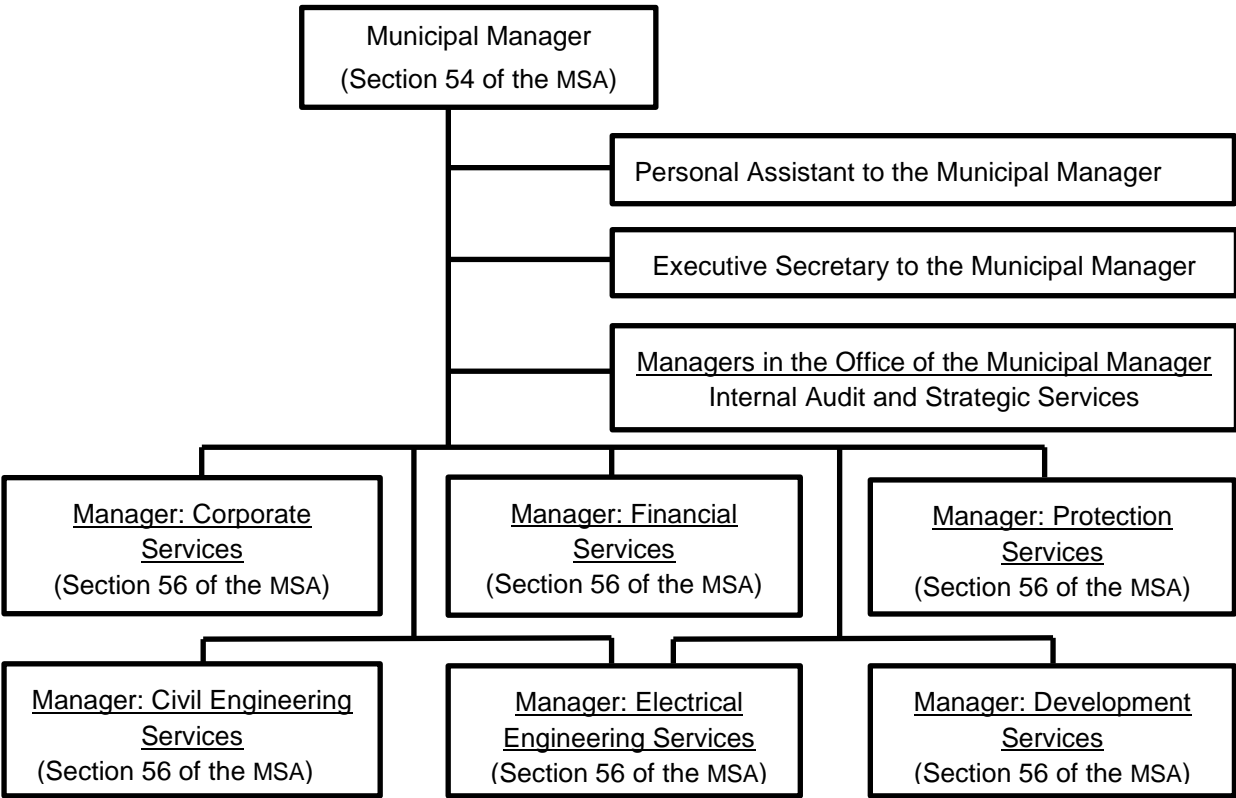 Municipal Manager
(Section 54 of the MSA)
Personal Assistant to the Municipal Manager
Executive Secretary to the Municipal Manager
Managers in the Office of the Municipal Manager
Internal Audit and Strategic Services
Manager: Corporate
Services
(Section 56 of the MSA)
Manager: Financial
Services
(Section 56 of the MSA)
Manager: Protection
Services
(Section 56 of the MSA)
Manager: Civil Engineering
Services
(Section 56 of the MSA)
Manager: Electrical
Engineering Services
(Section 56 of the MSA)
Manager: Development
Services
(Section 56 of the MSA)